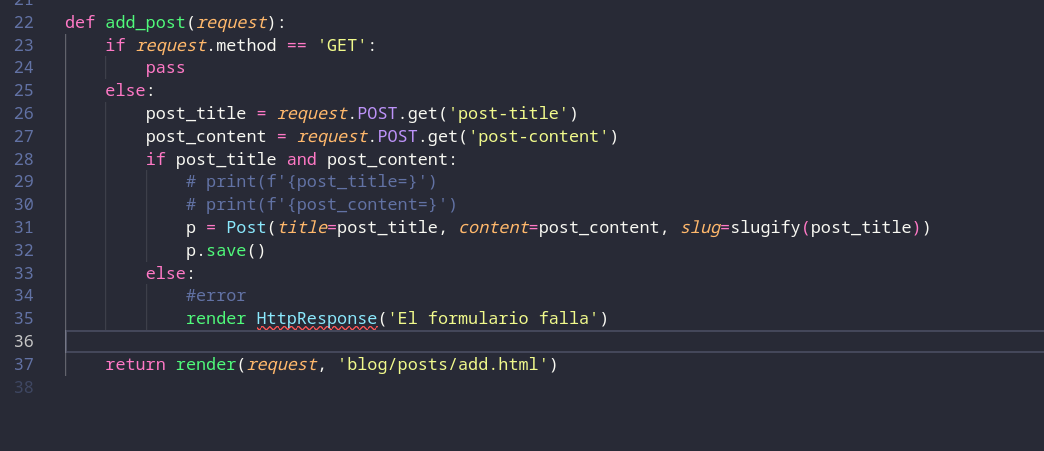 21
22 def add_post(request):
23     if request.method == 'GET':
24         pass
25     else:
26         post_title = request.POST.get('post-title')
27         post_content = request.POST.get('post-content')
28         if post_title and post_content:
29             # print(f'{post_title=}')
30             # print(f'{post_content=}')
31             p = Post(title=post_title, content=post_content, slug=slugify(post_title))
32             p.save()
33         else:
34             #error
35             render HttpResponse('El formulario falla')
36
37     return render(request, 'blog/posts/add.html')
38